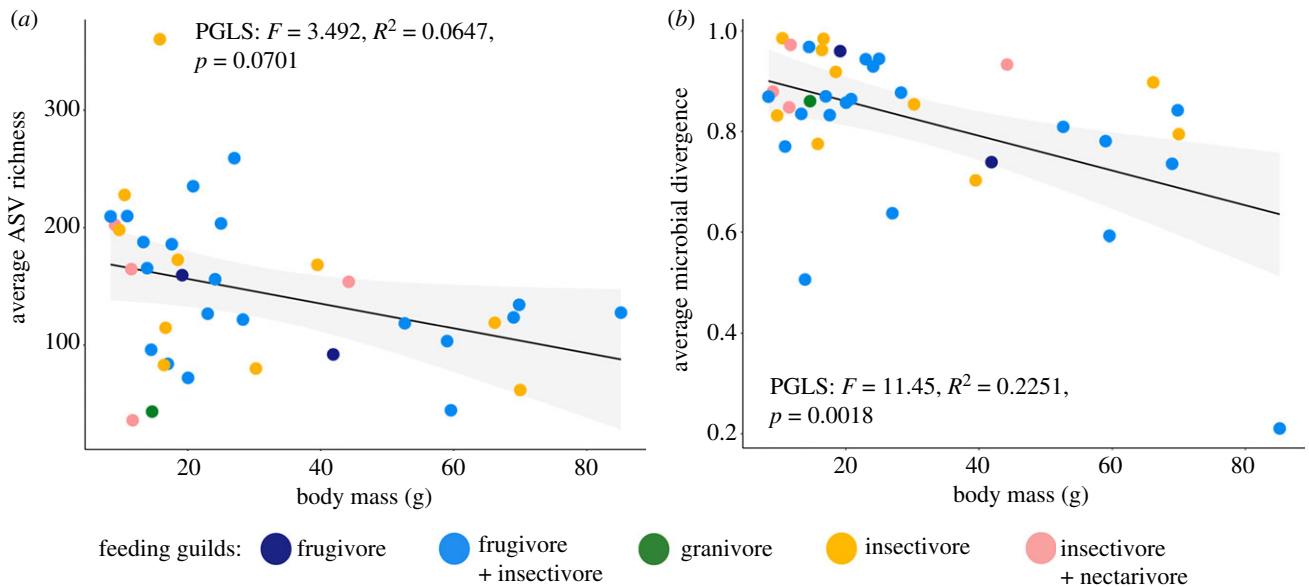 (a)
PGLS: F = 3.492, R² = 0.0647,
p = 0.0701
average ASV richness
300
200
100
20
40
60
80
body mass (g)
(b)
1.0
0.8
0.6
0.4
0.2
average microbial divergence
PGLS: F = 11.45, R² = 0.2251,
p = 0.0018
20
40
60
80
body mass (g)
feeding guilds:
frugivore
frugivore
+ insectivore
granivore
insectivore
insectivore
+ nectarivore